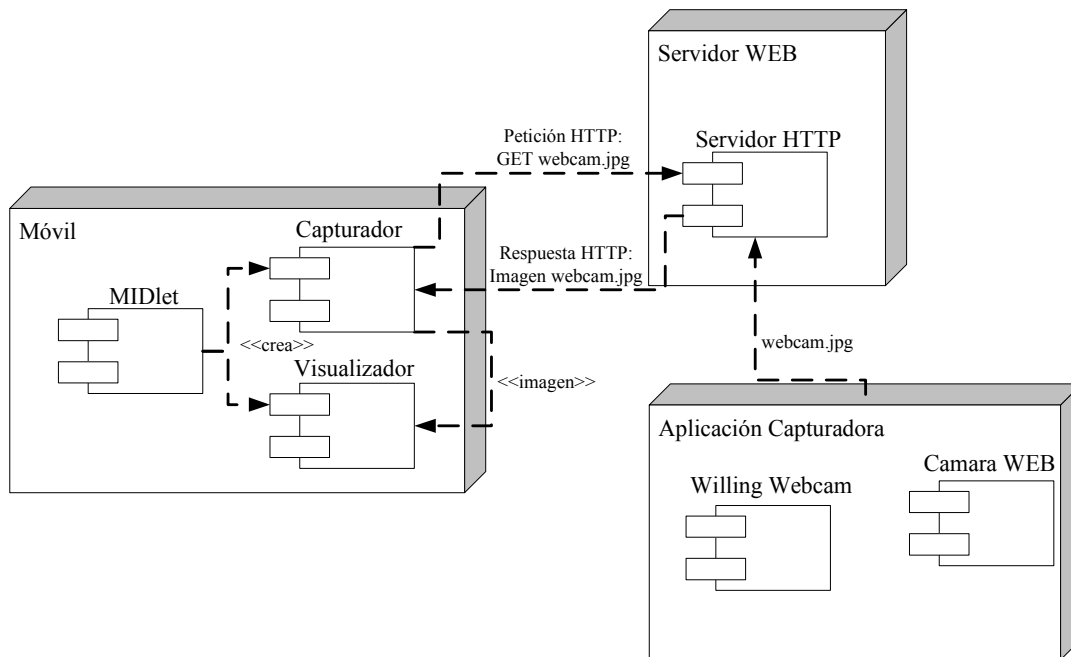 Servidor WEB
Petición HTTP:
GET webcam.jpg
Servidor HTTP
Móvil
Capturador
Respuesta HTTP:
Imagen webcam.jpg
MIDlet
<<crea>>
Visualizador
<<imagen>>
webcam.jpg
Aplicación Capturadora
Willing Webcam
Camara WEB